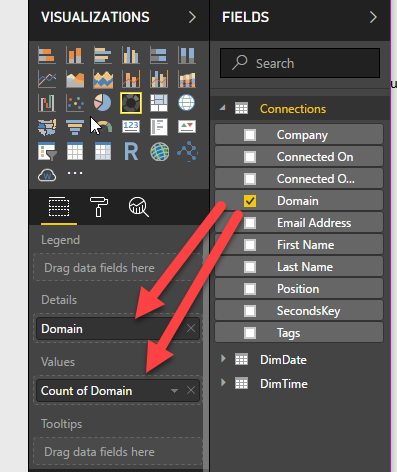 VISUALIZATIONS
R
123
...
Legend
Drag data fields here
Details
Domain
Values
Count of Domain
Tooltips
Drag data fields here
FIELDS
Search
Connections
Company
Connected On
Connected O...
Domain
Email Address
First Name
Last Name
Position
SecondsKey
Tags
DimDate
DimTime
u